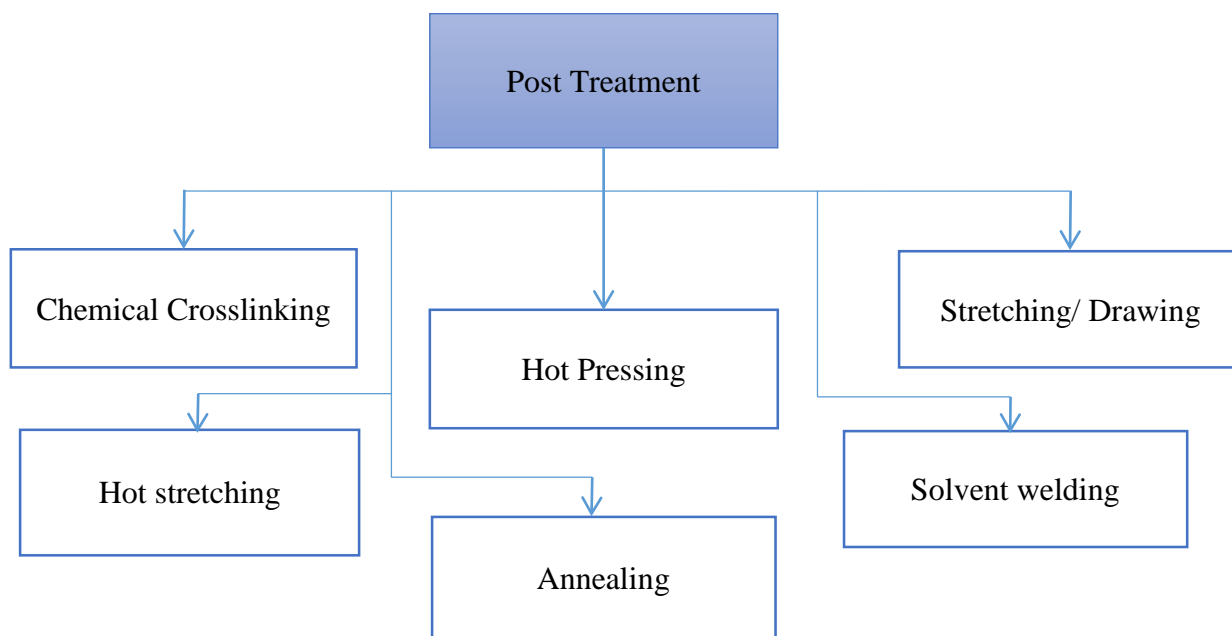 Post Treatment
Chemical Crosslinking
Hot Pressing
Stretching/ Drawing
Hot stretching
Annealing
Solvent welding